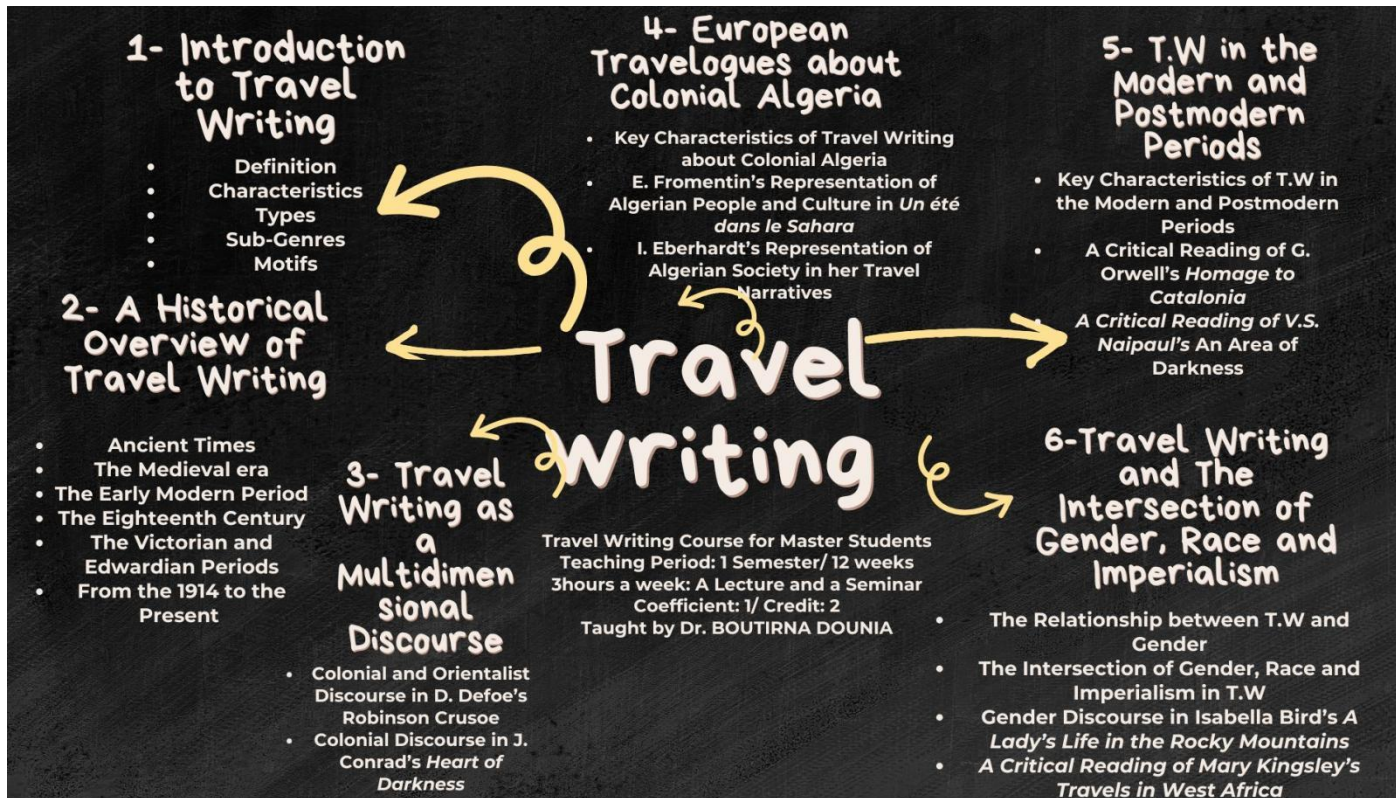 1- Introduction
to Travel
Writing
• Definition
• Characteristics
• Types
• Sub-Genres
• Motifs
2- A Historical
Overview of
Travel Writing
• Ancient Times
• The Medieval era
• The Early Modern Period
• The Eighteenth Century
• The Victorian and
Edwardian Periods
• From the 1914 to the
Present
3- Travel
Writing as
a
Multidimen
sional
Discourse
• Colonial and Orientalist
Discourse in D. Defoe's
Robinson Crusoe
• Colonial Discourse in J.
Conrad's Heart of
Darkness
4- European
Travelogues about
Colonial Algeria
• Key Characteristics of Travel Writing
about Colonial Algeria
• E. Fromentin's Representation of
Algerian People and Culture in Un été
dans le Sahara
• I. Eberhardt's Representation of
Algerian Society in her Travel
Narratives
Travel
writing
Travel Writing Course for Master Students
Teaching Period: 1 Semester/ 12 weeks
3hours a week: A Lecture and a Seminar
Coefficient: 1/ Credit: 2
Taught by Dr. BOUTIRNA DOUNIA
5- T.W in the
Modern and
Postmodern
Periods
• Key Characteristics of T.W in
the Modern and Postmodern
Periods
• A Critical Reading of G.
Orwell's Homage to
Catalonia
• A Critical Reading of V.S.
Naipaul's An Area of
Darkness
6-Travel Writing
and The
Intersection of
Gender, Race and
Imperialism
• The Relationship between T.W and
Gender
• The Intersection of Gender, Race and
Imperialism in T.W
• Gender Discourse in Isabella Bird's A
Lady's Life in the Rocky Mountains
• A Critical Reading of Mary Kingsley's
Travels in West Africa